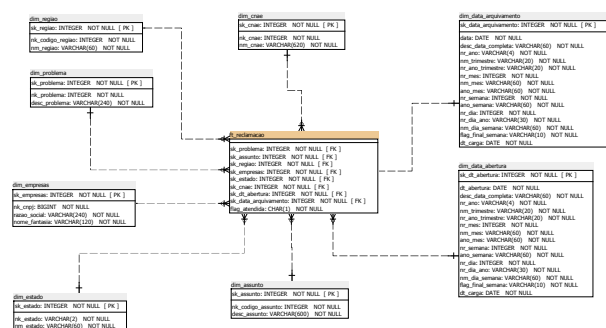 dim_regiao
sk_regiao: INTEGER NOT NULL [ PK ]
nk_codigo_regiao: INTEGER NOT NULL
nm_regiao: VARCHAR(60) NOT NULL
dim_cnae
sk_cnae: INTEGER NOT NULL [ PK ]
nk_cnae: INTEGER NOT NULL
nm_cnae: VARCHAR(620) NOT NULL
dim_data_arquivamento
sk_data_arquivamento: INTEGER NOT NULL [ PK ]
data: DATE NOT NULL
desc_data_completa: VARCHAR(60) NOT NULL
nr_ano: VARCHAR(4) NOT NULL
nm_trimestre: VARCHAR(20) NOT NULL
nr_ano_trimestre: VARCHAR(20) NOT NULL
nr_mes: INTEGER NOT NULL
nm_mes: VARCHAR(60) NOT NULL
ano_mes: VARCHAR(60) NOT NULL
nr_semana: INTEGER NOT NULL
ano_semana: VARCHAR(60) NOT NULL
nr_dia: INTEGER NOT NULL
nr_dia_ano: VARCHAR(30) NOT NULL
nm_dia_semana: VARCHAR(60) NOT NULL
flag_final_semana: VARCHAR(10) NOT NULL
dt_carga: DATE NOT NULL
dim_problema
sk_problema: INTEGER NOT NULL [ PK ]
nk_problema: INTEGER NOT NULL
desc_problema: VARCHAR(240) NOT NULL
ft_reclamacao
sk_problema: INTEGER NOT NULL [ FK ]
sk_assunto: INTEGER NOT NULL [ FK ]
sk_regiao: INTEGER NOT NULL [ FK ]
sk_empresas: INTEGER NOT NULL [ FK ]
sk_estado: INTEGER NOT NULL [ FK ]
sk_cnae: INTEGER NOT NULL [ FK ]
sk_dt_abertura: INTEGER NOT NULL [ FK ]
sk_data_arquivamento: INTEGER NOT NULL [ FK ]
flag_atendida: CHAR(1) NOT NULL
dim_empresas
sk_empresas: INTEGER NOT NULL [ PK ]
nk_cnpj: BIGINT NOT NULL
razao_social: VARCHAR(240) NOT NULL
nome_fantasia: VARCHAR(120) NOT NULL
dim_data_abertura
sk_dt_abertura: INTEGER NOT NULL [ PK ]
dt_abertura: DATE NOT NULL
desc_data_completa: VARCHAR(60) NOT NULL
nr_ano: VARCHAR(4) NOT NULL
nm_trimestre: VARCHAR(20) NOT NULL
nr_ano_trimestre: VARCHAR(20) NOT NULL
nr_mes: INTEGER NOT NULL
nm_mes: VARCHAR(60) NOT NULL
ano_mes: VARCHAR(60) NOT NULL
nr_semana: INTEGER NOT NULL
ano_semana: VARCHAR(60) NOT NULL
nr_dia: INTEGER NOT NULL
nr_dia_ano: VARCHAR(30) NOT NULL
nm_dia_semana: VARCHAR(60) NOT NULL
flag_final_semana: VARCHAR(10) NOT NULL
dt_carga: DATE NOT NULL
dim_estado
sk_estado: INTEGER NOT NULL [ PK ]
nk_estado: VARCHAR(2) NOT NULL
nm_estado: VARCHAR(60) NOT NULL
dim_assunto
sk_assunto: INTEGER NOT NULL [ PK ]
nk_codigo_assunto: INTEGER NOT NULL
desc_assunto: VARCHAR(600) NOT NULL